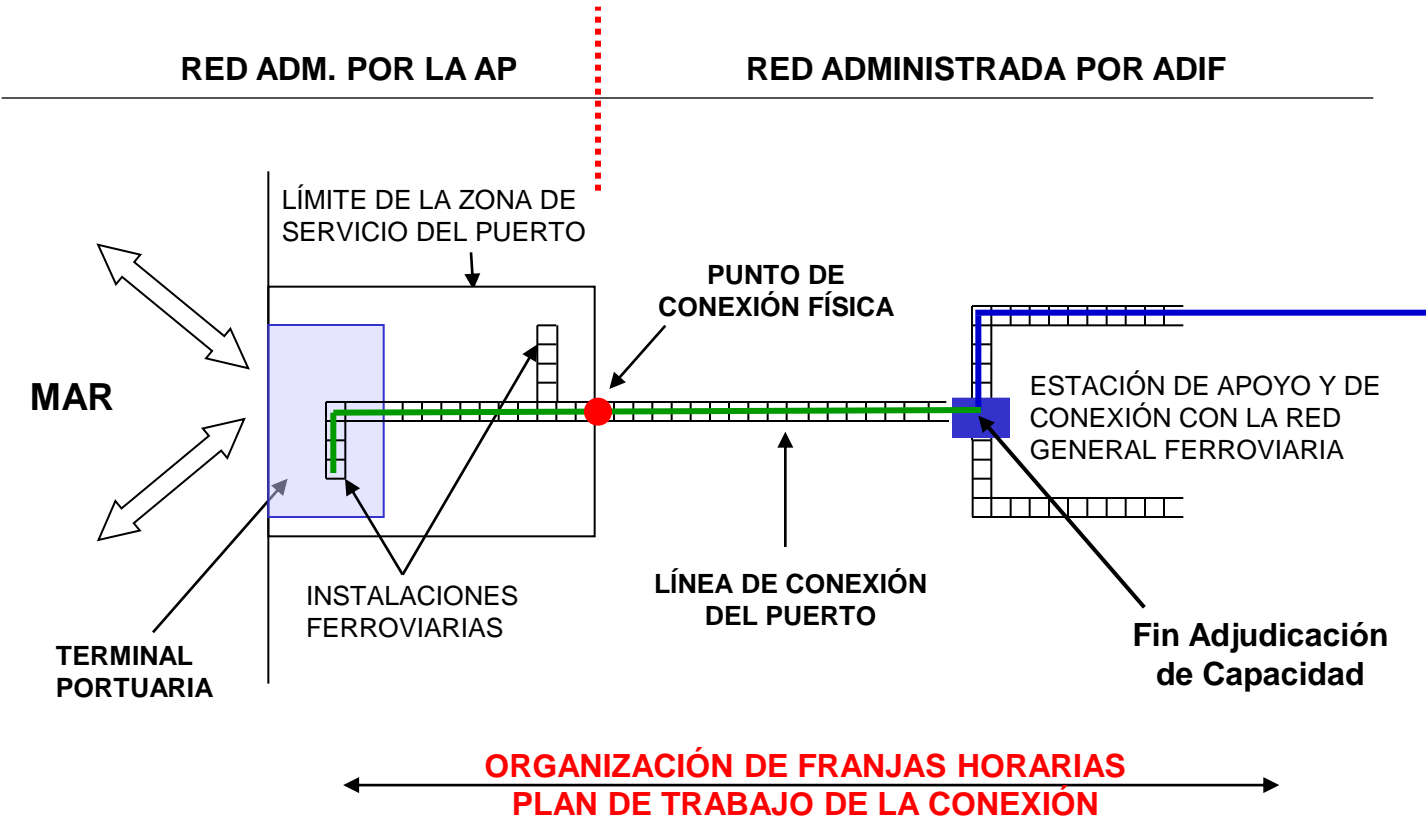 RED ADM. POR LA AP
RED ADMINISTRADA POR ADIF
LÍMITE DE LA ZONA DE
SERVICIO DEL PUERTO
PUNTO DE
CONEXIÓN FÍSICA
MAR
ESTACIÓN DE APOYO Y DE
CONEXIÓN CON LA RED
GENERAL FERROVIARIA
INSTALACIONES
FERROVIARIAS
LÍNEA DE CONEXIÓN
DEL PUERTO
TERMINAL
PORTUARIA
Fin Adjudicación
de Capacidad
ORGANIZACIÓN DE FRANJAS HORARIAS
PLAN DE TRABAJO DE LA CONEXIÓN